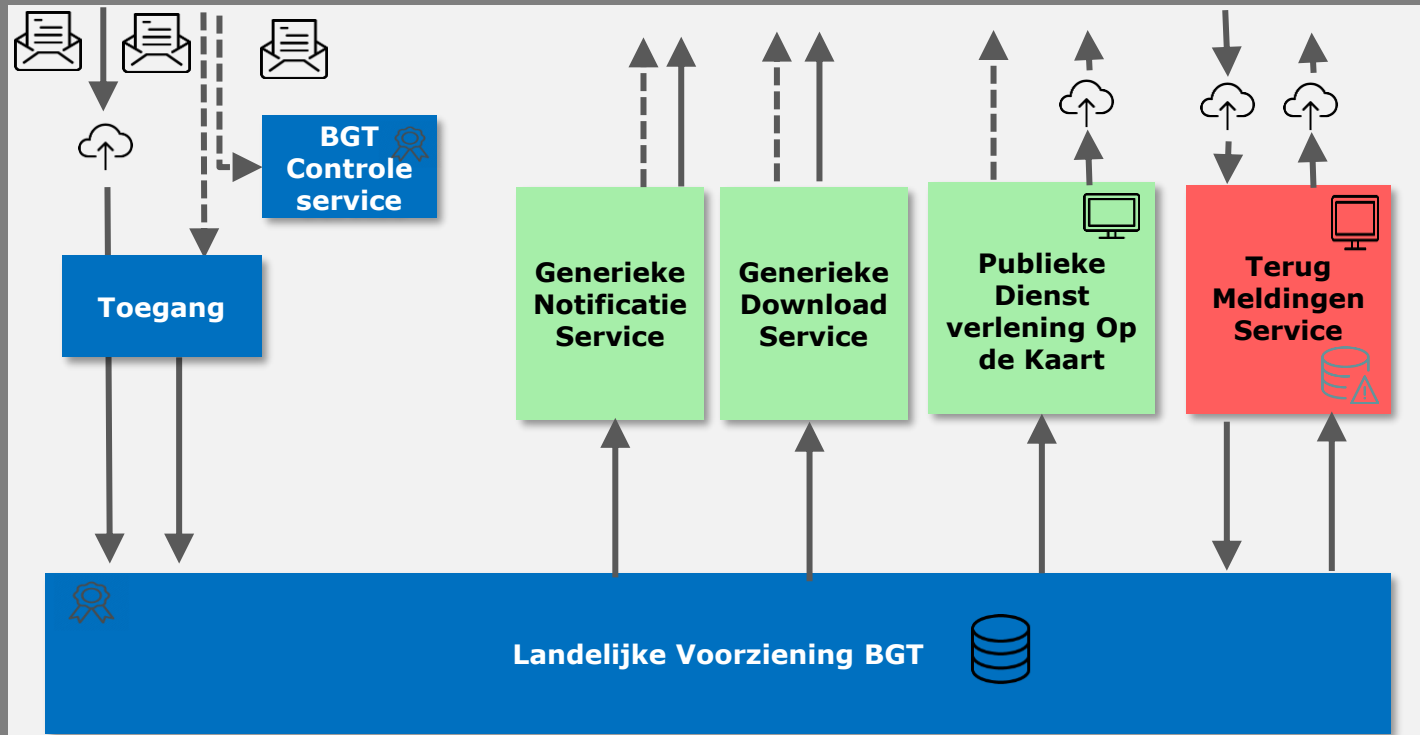 BGT
Controle
service
Toegang
Generieke
Notificatie
Service
Generieke
Download
Service
Publieke
Dienst
verlening Op
de Kaart
Terug
Meldingen
Service
Landelijke Voorziening BGT